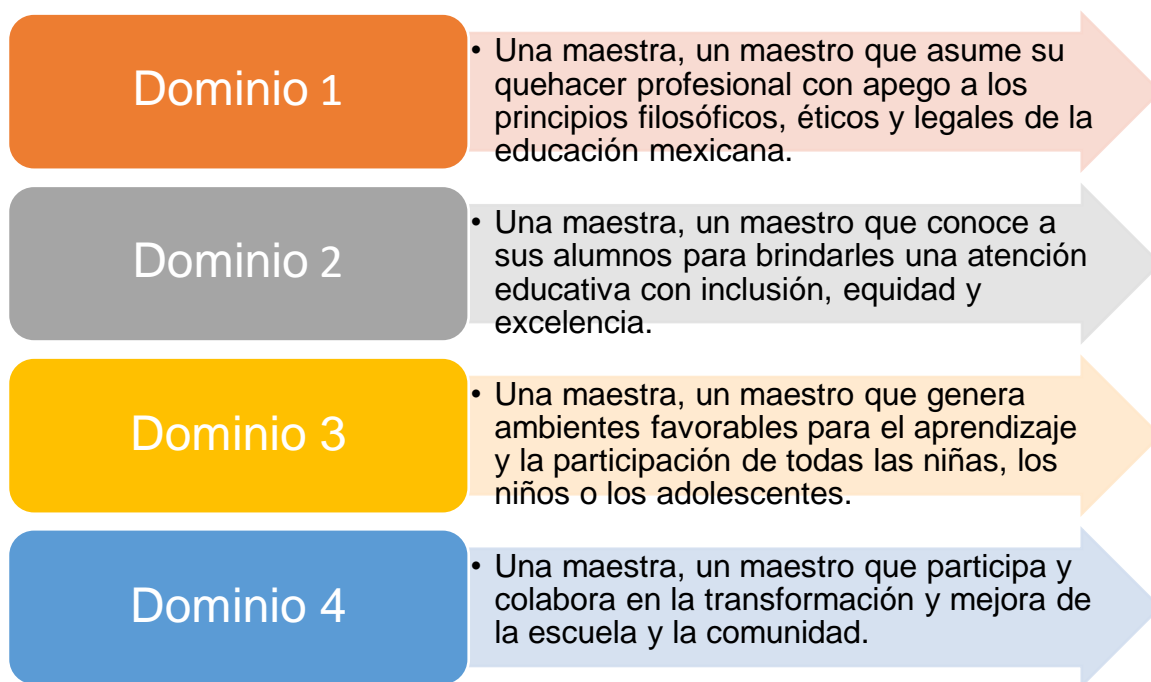 Dominio 1
• Una maestra, un maestro que asume su
quehacer profesional con apego a los
principios filosóficos, éticos y legales de la
educación mexicana.
Dominio 2
• Una maestra, un maestro que conoce a
sus alumnos para brindarles una atención
educativa con inclusión, equidad y
excelencia.
Dominio 3
• Una maestra, un maestro que genera
ambientes favorables para el aprendizaje
y la participación de todas las niñas, los
niños o los adolescentes.
Dominio 4
• Una maestra, un maestro que participa y
colabora en la transformación y mejora de
la escuela y la comunidad.